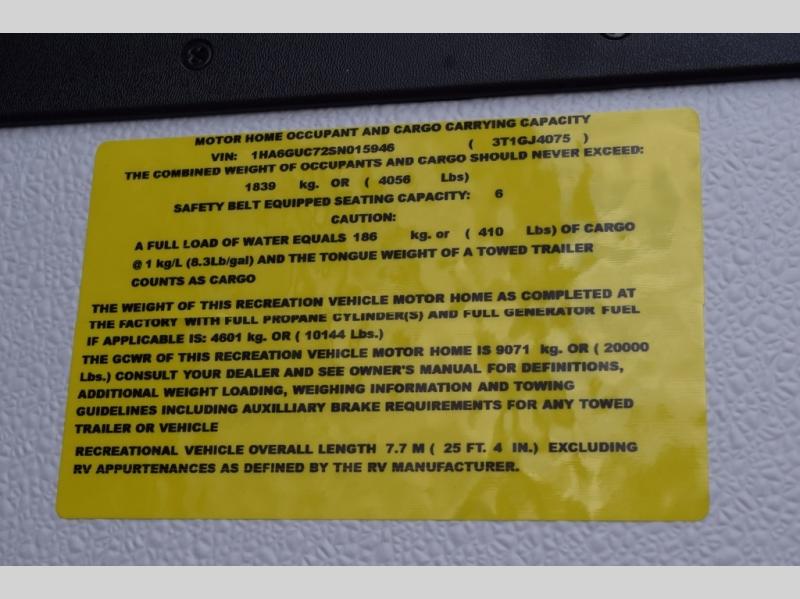 MOTOR HOME OCCUPANT AND CARGO CARRYING CAPACITY
VIN: 1HA6GUC72SN015946 ( 3T1GJ4075 )
THE COMBINED WEIGHT OF OCCUPANTS AND CARGO SHOULD NEVER EXCEED:
1839 kg. OR ( 4056 Lbs)
SAFETY BELT EQUIPPED SEATING CAPACITY: 6
CAUTION:
A FULL LOAD OF WATER EQUALS 186 kg. or ( 410 Lbs) OF CARGO
@ 1 kg/L (8.3Lb/gal) AND THE TONGUE WEIGHT OF A TOWED TRAILER
COUNTS AS CARGO
THE WEIGHT OF THIS RECREATION VEHICLE MOTOR HOME AS COMPLETED AT
THE FACTORY WITH FULL PROPANE CYLINDER(S) AND FULL GENERATOR FUEL
IF APPLICABLE IS: 4601 kg. OR ( 10144 Lbs.)
THE GCWR OF THIS RECREATION VEHICLE MOTOR HOME IS 9071 kg. OR ( 20000
Lbs.) CONSULT YOUR DEALER AND SEE OWNER'S MANUAL FOR DEFINITIONS,
ADDITIONAL WEIGHT LOADING, WEIGHING INFORMATION AND TOWING
GUIDELINES INCLUDING AUXILLIARY BRAKE REQUIREMENTS FOR ANY TOWED
TRAILER OR VEHICLE
RECREATIONAL VEHICLE OVERALL LENGTH 7.7 M ( 25 FT. 4 IN.) EXCLUDING
RV APPURTENANCES AS DEFINED BY THE RV MANUFACTURER.